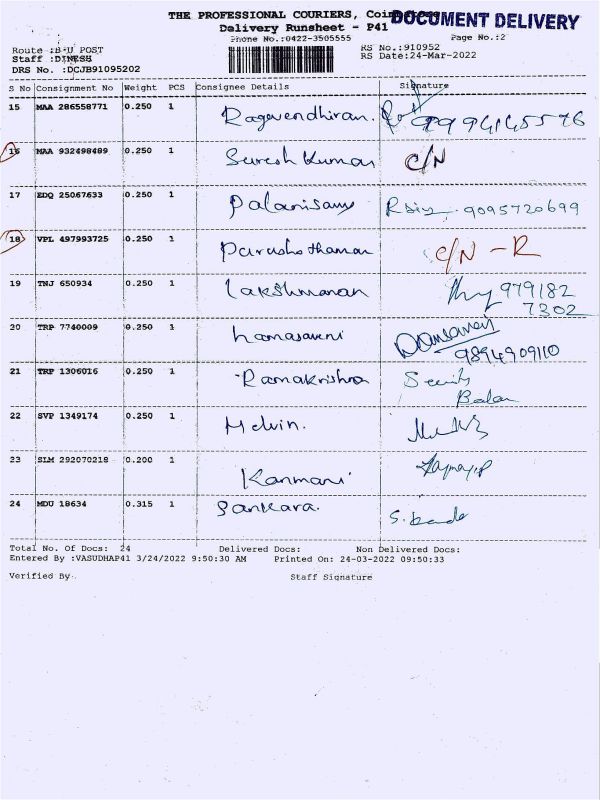 THE PROFESSIONAL COURIERS,
DOCUMENT DELIVERY
Delivery Runsheet - P41
Phone No.:0422-3505555
Page No.:2
Route :B-U POST
Staff :DINESH
DRS No. :DCJB91095202
RS No.:910952
RS Date:24-Mar-2022
S No Consignment No Weight PCS Consignee Details Signature
15 MAA 286558771 0.250 1 Ragavendhiran.
16 MAA 932498489 0.250 1 Suresh Kumar C/N
17 EDQ 25067633 0.250 1 Palanisamy 9095720699
18 VPL 497993725 0.250 1 Purushothaman C/N - R
19 TNJ 650934 0.250 1 Lakshmanan 979182
7302
20 TRP 7740009 0.250 1
9894909110
21 TRP 1306016 0.250 1 Ramakrishna Security
22 SVP 1349174 0.250 1 Melvin.
23 SLM 292070218 0.200 1 Kanmani
24 MDU 18634 0.315 1 Sankara.
Total No. Of Docs: 24 Delivered Docs: Non Delivered Docs:
Entered By :VASUDHAP41 3/24/2022 9:50:30 AM Printed On: 24-03-2022 09:50:33
Verified By Staff Signature